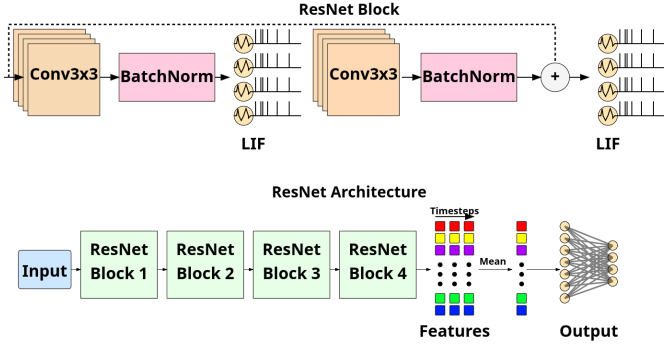 ResNet Block
Conv3x3
BatchNorm
LIF
Conv3x3
BatchNorm
+
LIF
ResNet Architecture
Input
ResNet
Block 1
ResNet
Block 2
ResNet
Block 3
ResNet
Block 4
Timesteps
Mean
Features
Output